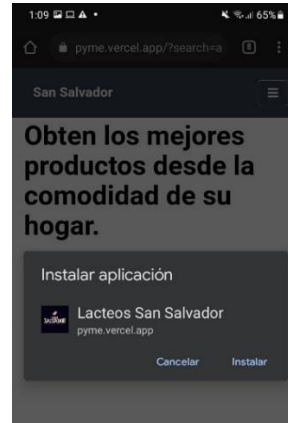 1:09
65%
pyme.vercel.app/?search=a
8
San Salvador
Obten los mejores
productos desde la
comodidad de su
hogar.
Instalar aplicación
Lacteos San Salvador
pyme.vercel.app
Cancelar Instalar